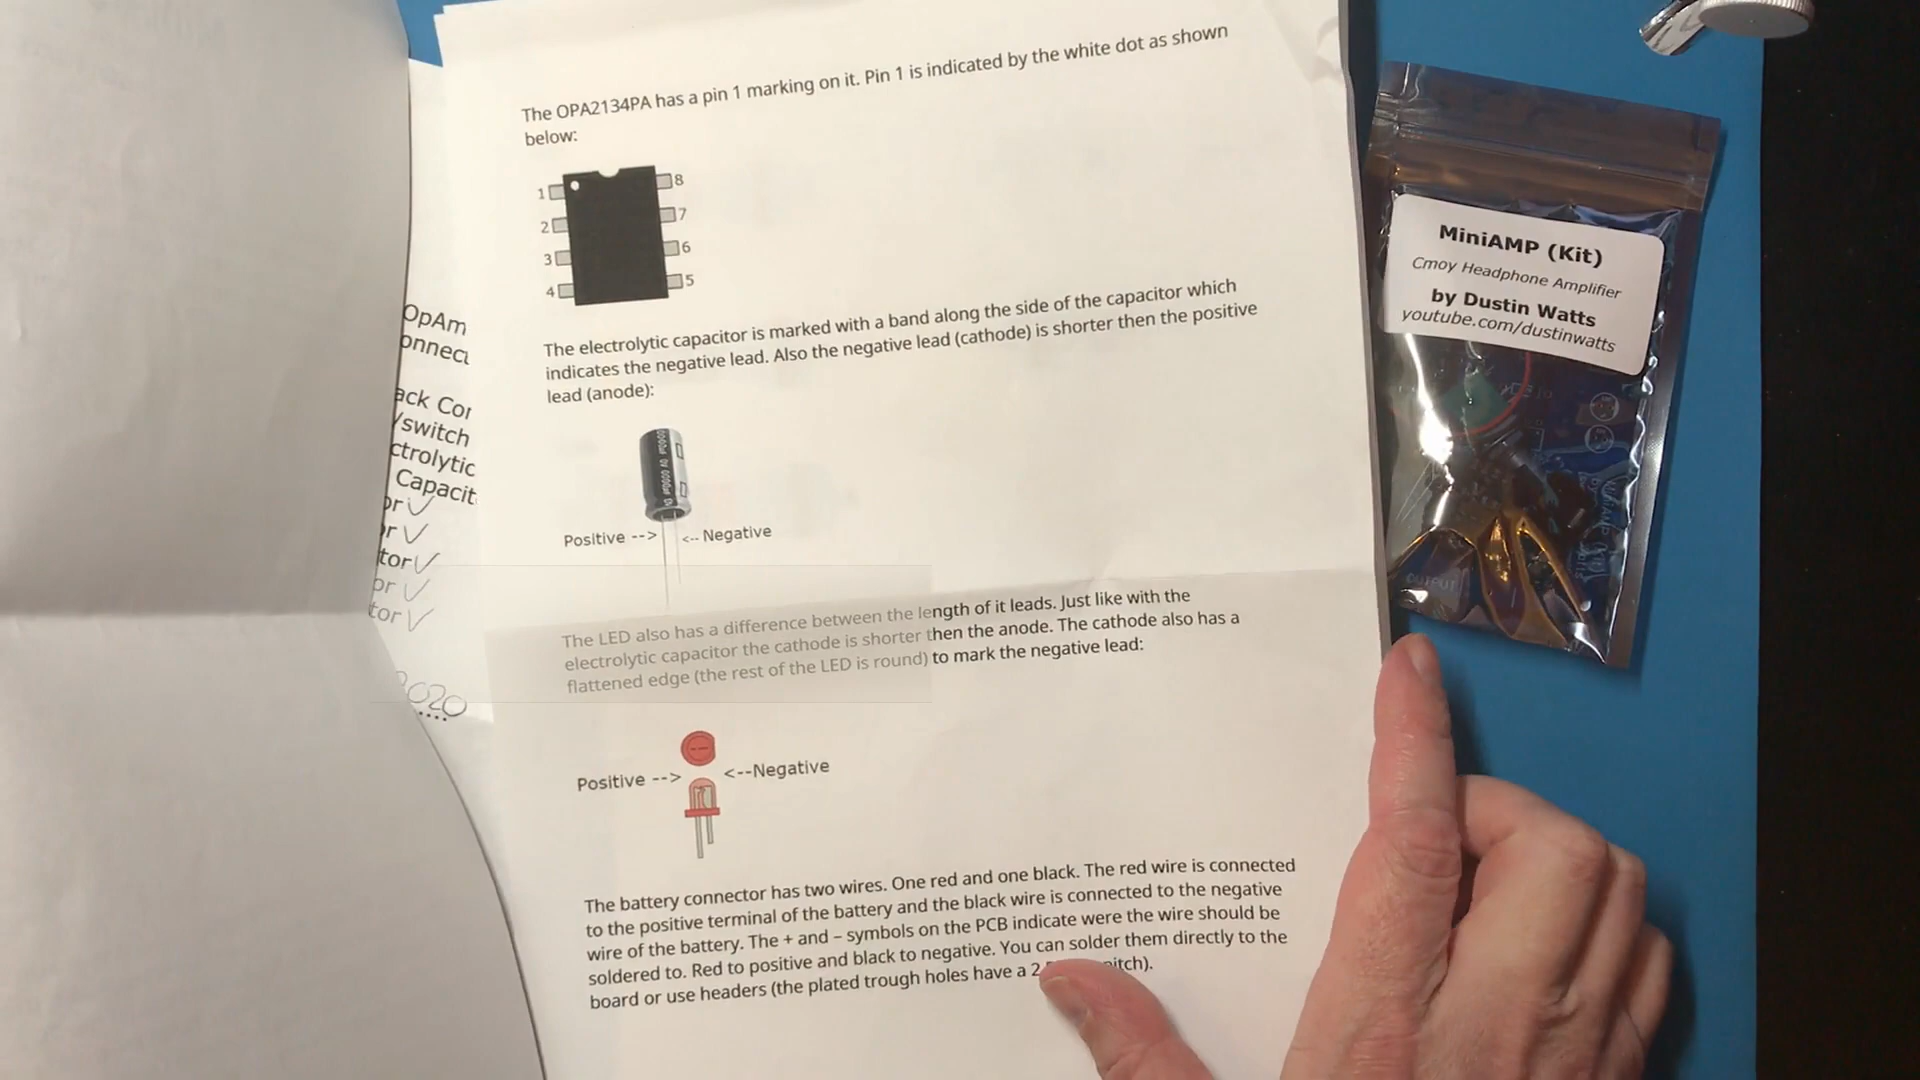 The OPA2134PA has a pin 1 marking on it. Pin 1 is indicated by the white dot as shown
below:
1
8
2
7
3
6
4
5
The electrolytic capacitor is marked with a band along the side of the capacitor which
indicates the negative lead. Also the negative lead (cathode) is shorter then the positive
lead (anode):
Positive -->
<-- Negative
The LED also has a difference between the length of it leads. Just like with the
electrolytic capacitor the cathode is shorter then the anode. The cathode also has a
flattened edge (the rest of the LED is round) to mark the negative lead:
Positive -->
<--Negative
The battery connector has two wires. One red and one black. The red wire is connected
to the positive terminal of the battery and the black wire is connected to the negative
wire of the battery. The + and – symbols on the PCB indicate were the wire should be
soldered to. Red to positive and black to negative. You can solder them directly to the
board or use headers (the plated trough holes have a 2 itch).
OpAm
onnect
ack Cor
/switch
ctrolytic
Capacit
or ✓
r ✓
tor ✓
or ✓
tor ✓
2020
MiniAMP (Kit)
Cmoy Headphone Amplifier
by Dustin Watts
youtube.com/dustinwatts
OUTPUT